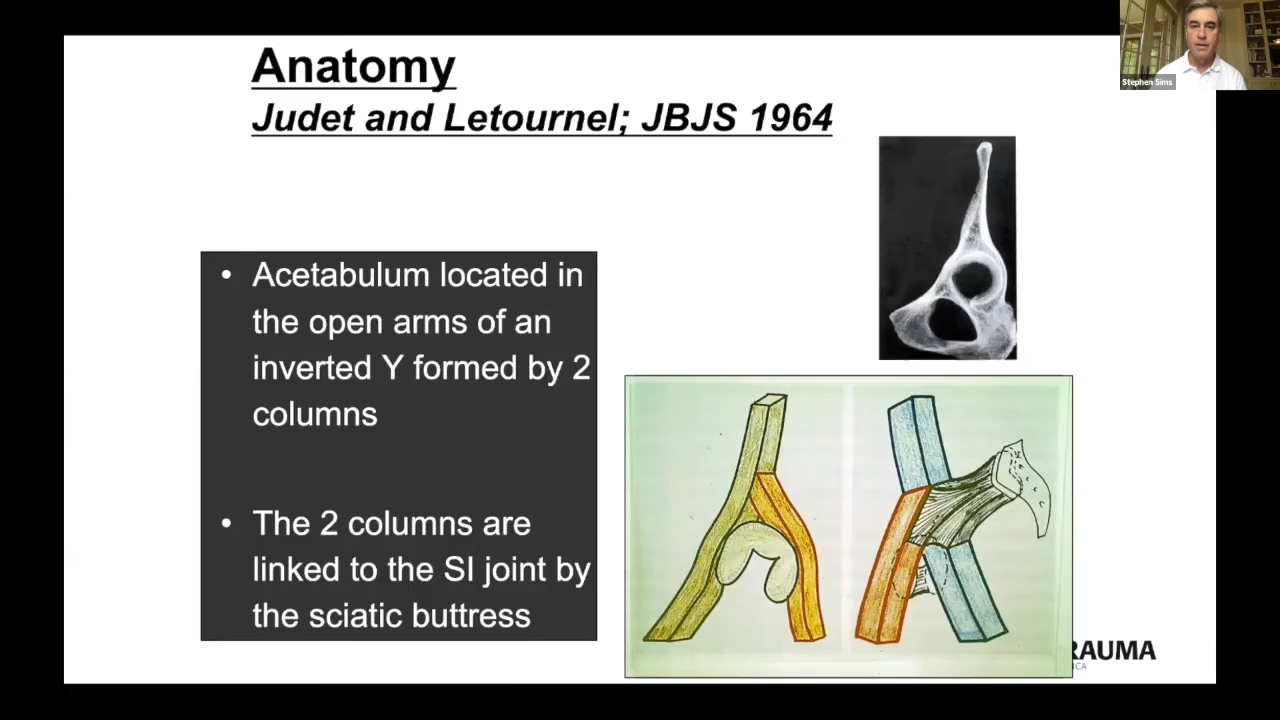 Anatomy
Judet and Letournel; JBJS 1964
Stephen Sims
• Acetabulum located in
the open arms of an
inverted Y formed by 2
columns
• The 2 columns are
linked to the SI joint by
the sciatic buttress
RAUMA
ICA